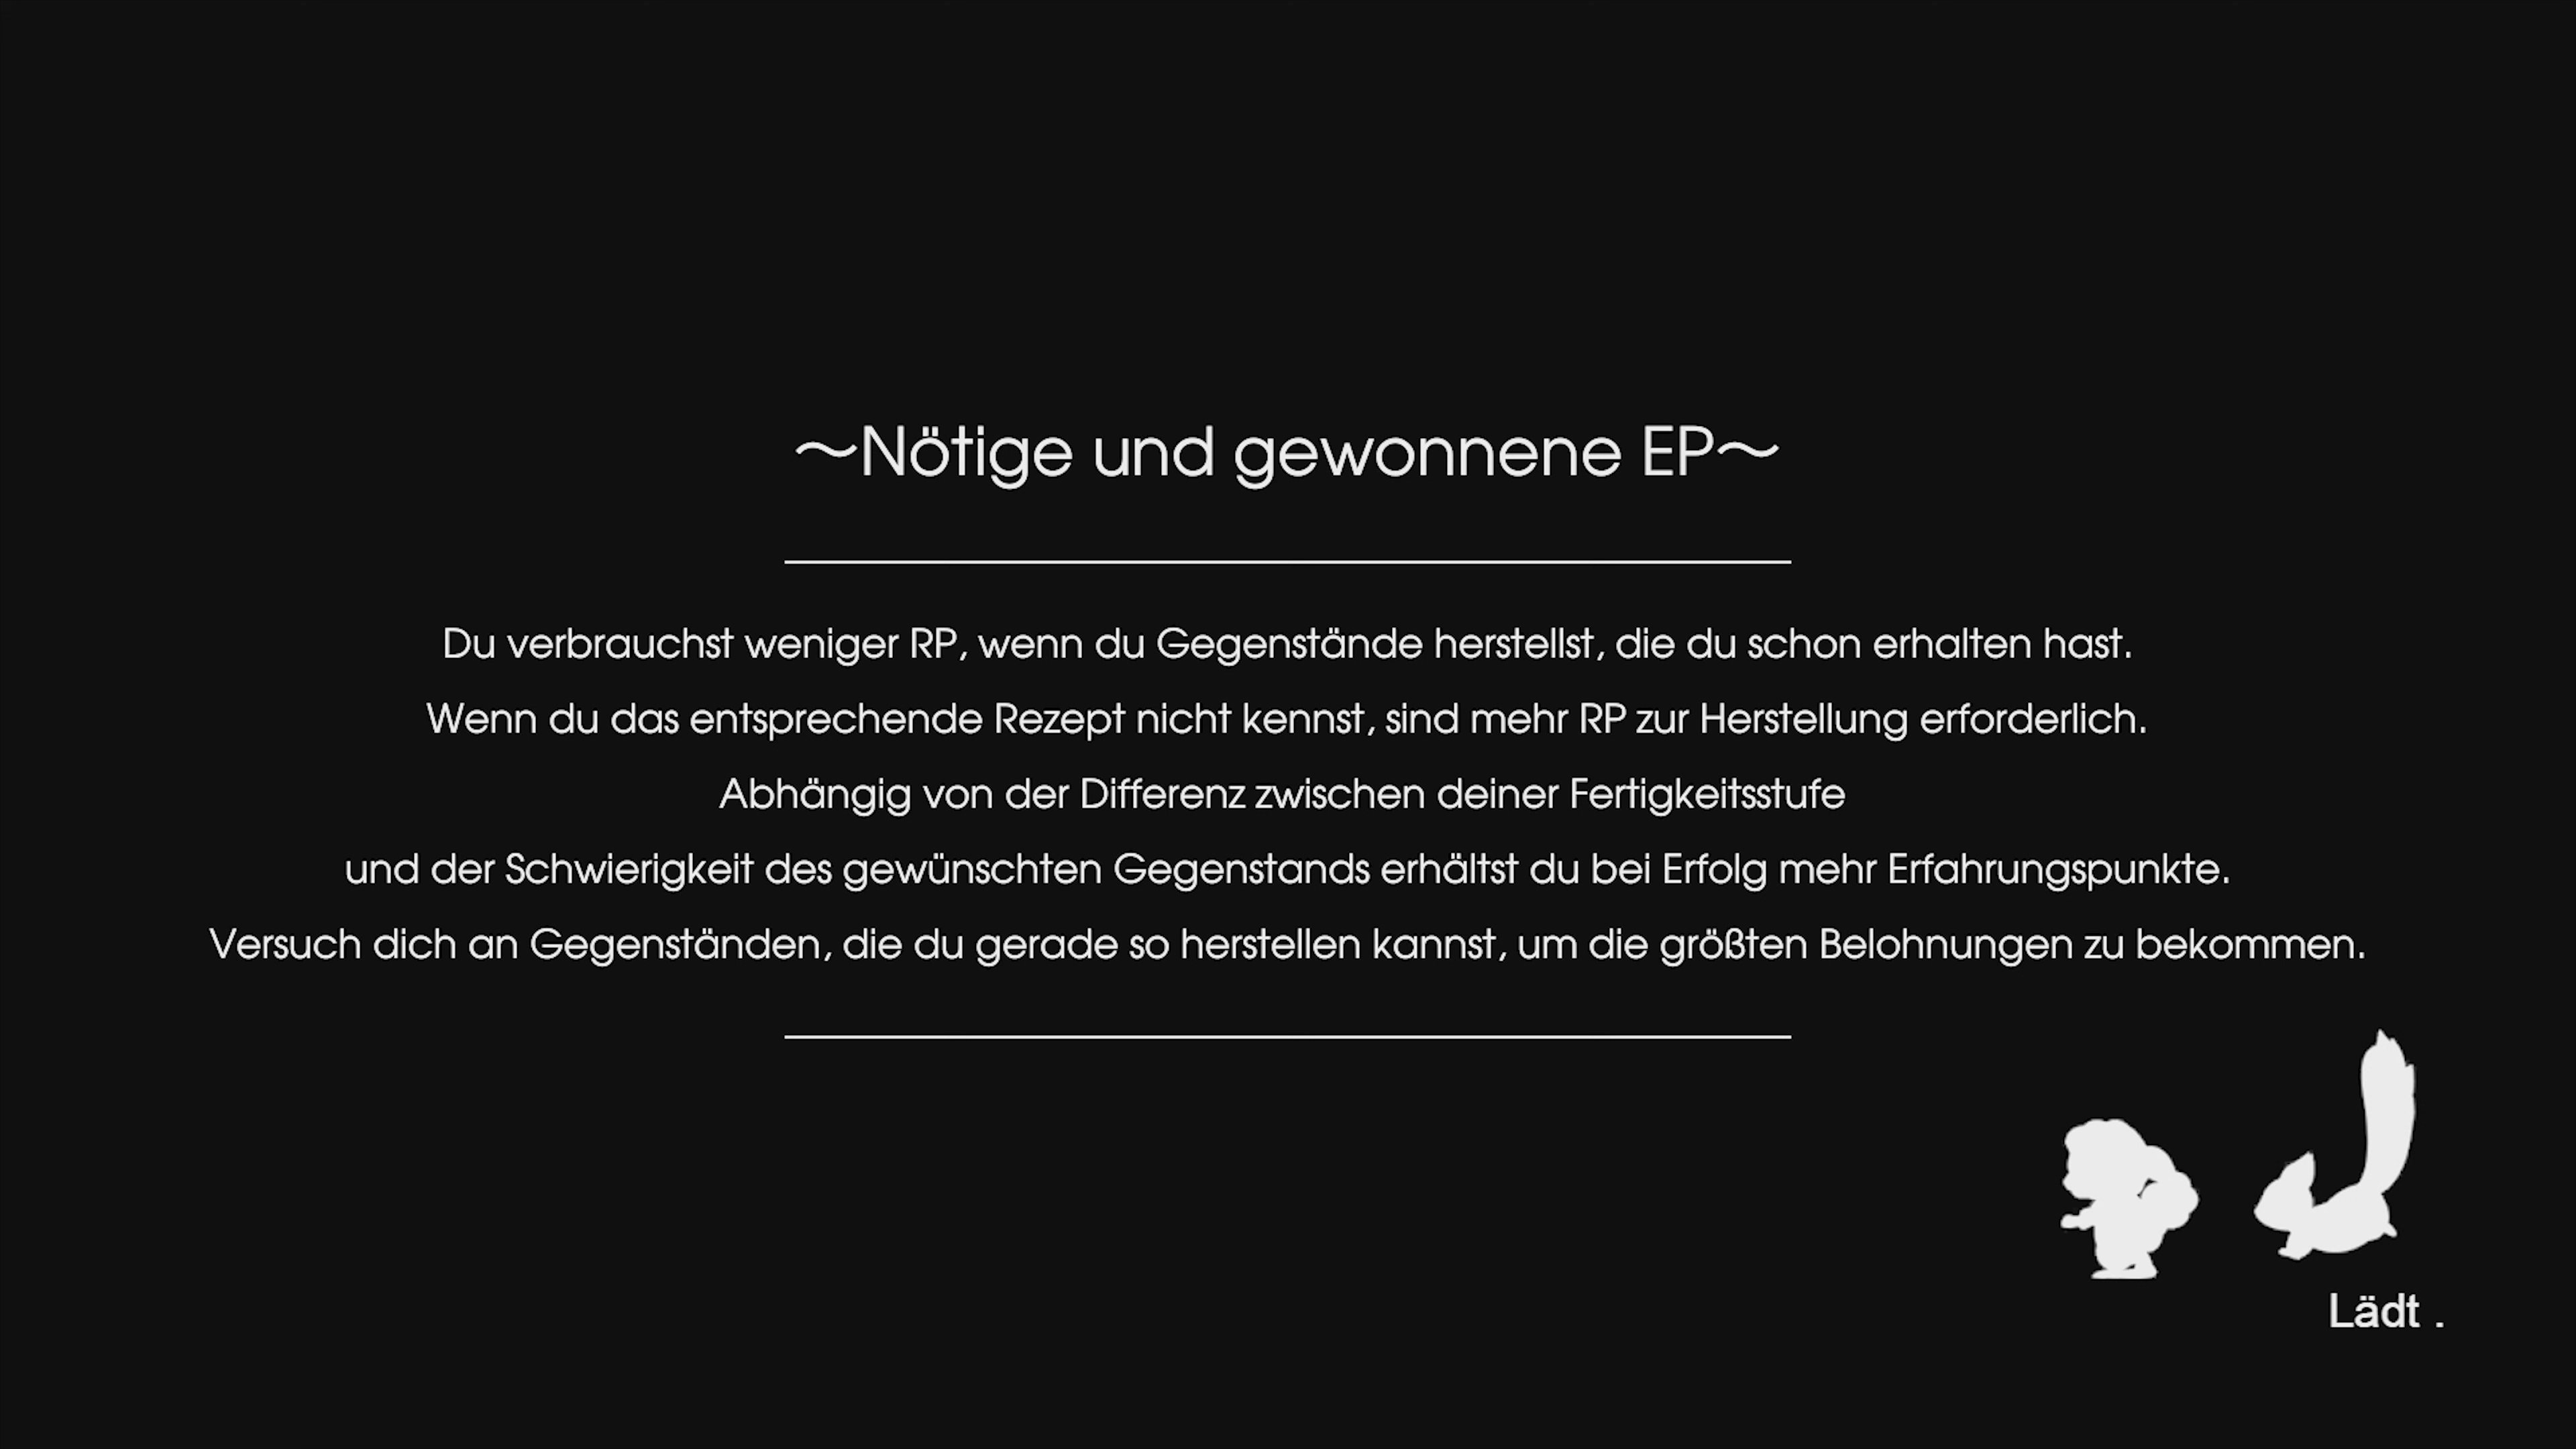 ～Nötige und gewonnene EP～
Du verbrauchst weniger RP, wenn du Gegenstände herstellst, die du schon erhalten hast.
Wenn du das entsprechende Rezept nicht kennst, sind mehr RP zur Herstellung erforderlich.
Abhängig von der Differenz zwischen deiner Fertigkeitsstufe
und der Schwierigkeit des gewünschten Gegenstands erhältst du bei Erfolg mehr Erfahrungspunkte.
Versuch dich an Gegenständen, die du gerade so herstellen kannst, um die größten Belohnungen zu bekommen.
Lädt .